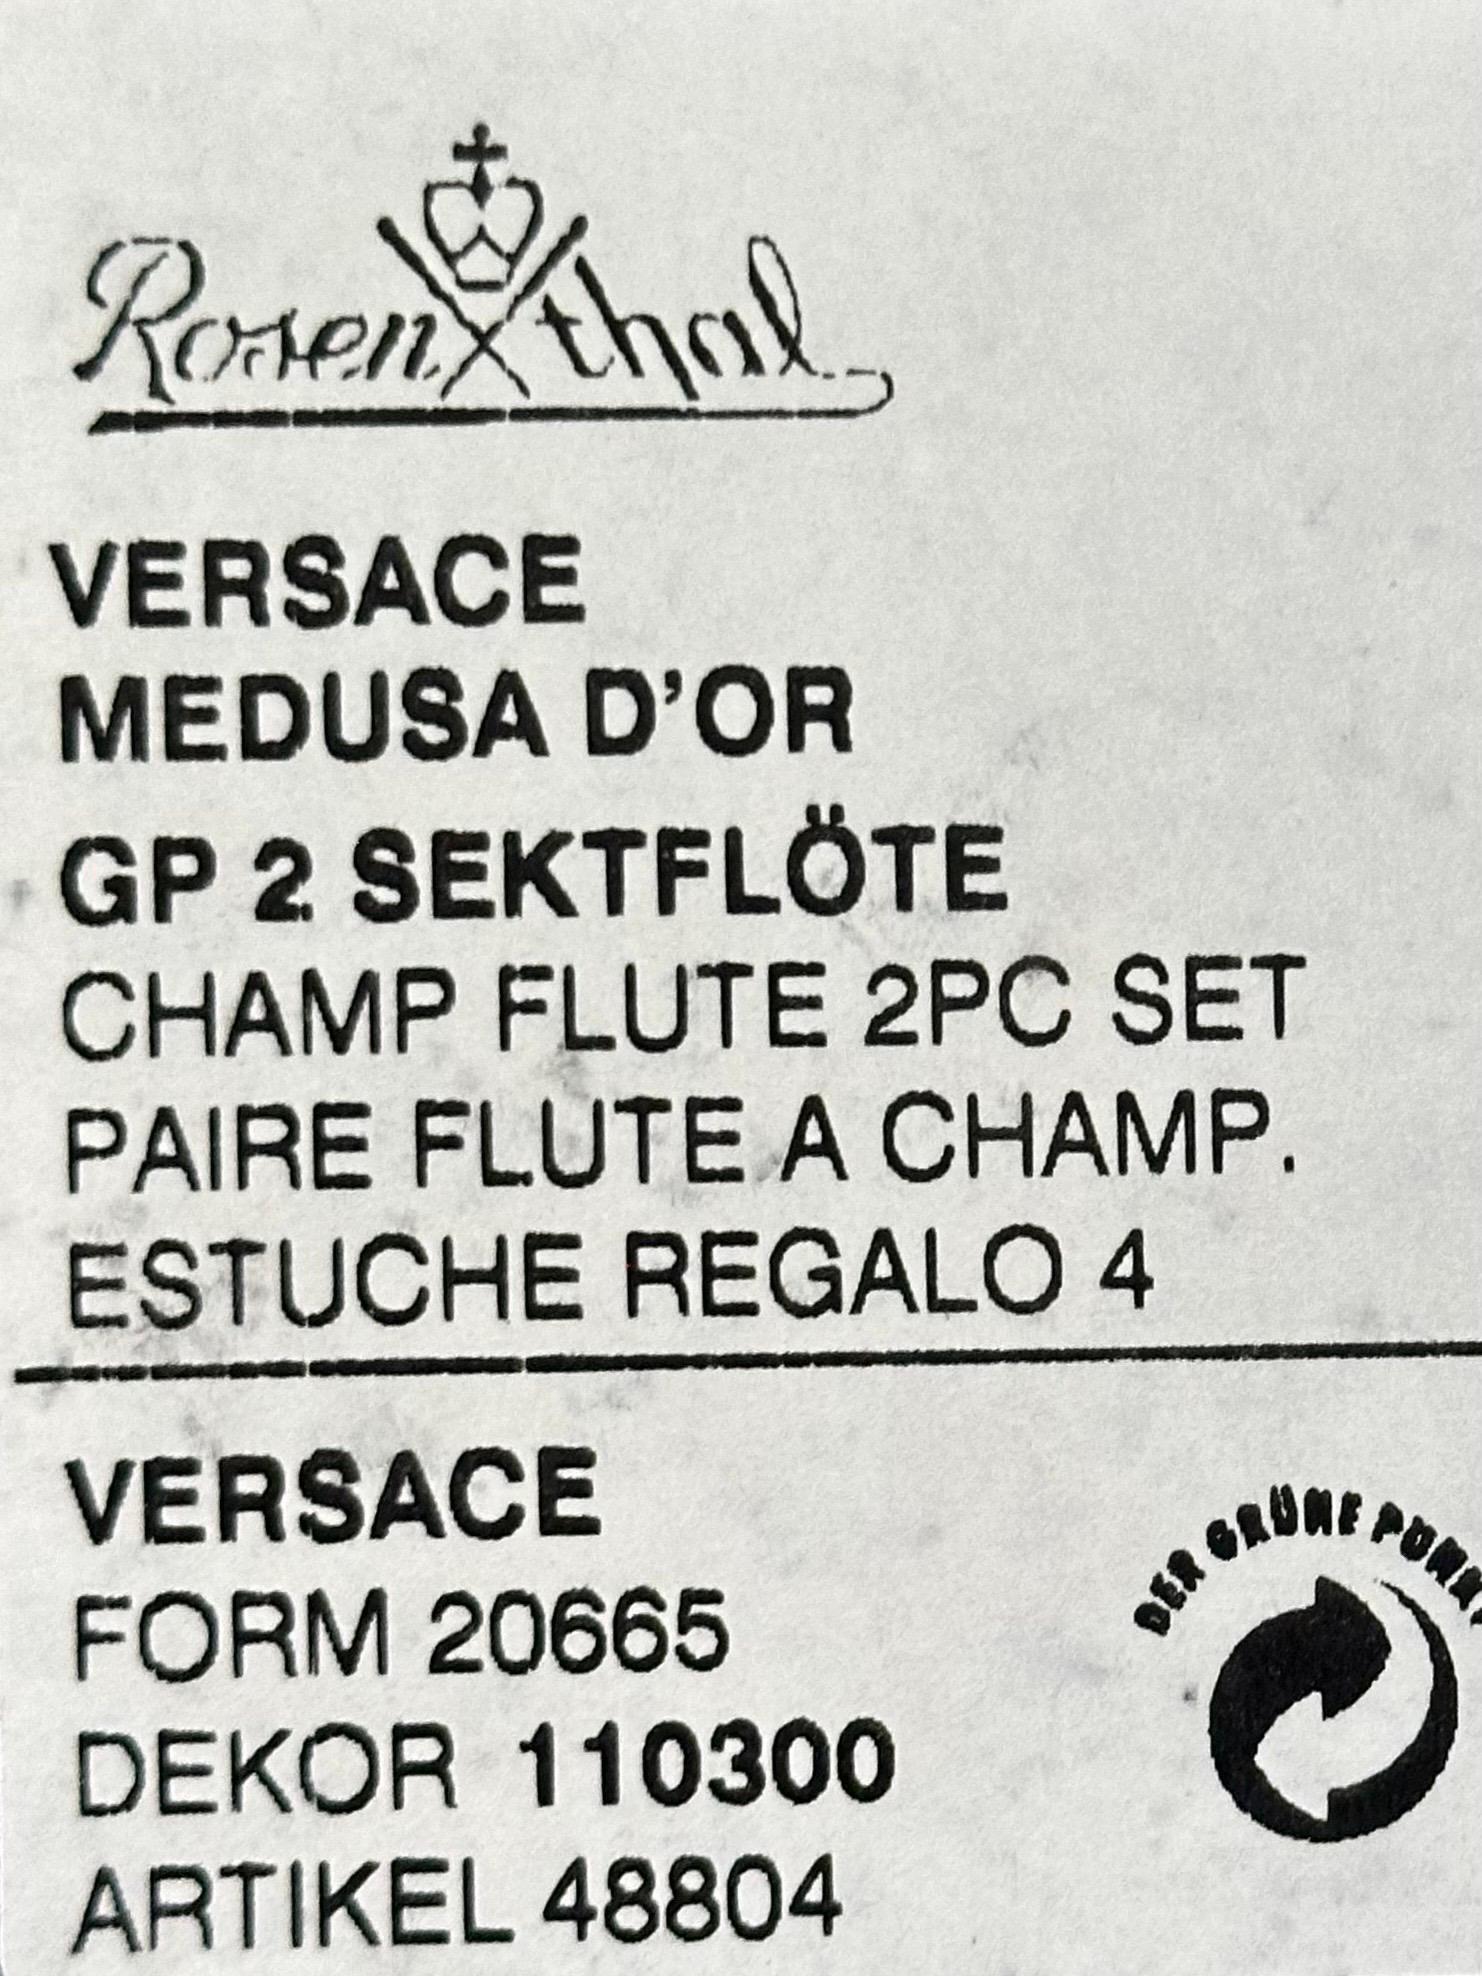 Rosenthal
VERSACE
MEDUSA D'OR
GP 2 SEKTFLÖTE
CHAMP FLUTE 2PC SET
PAIRE FLUTE A CHAMP.
ESTUCHE REGALO 4
VERSACE
FORM 20665
DEKOR 110300
ARTIKEL 48804
DER GRÜNE PUNKT